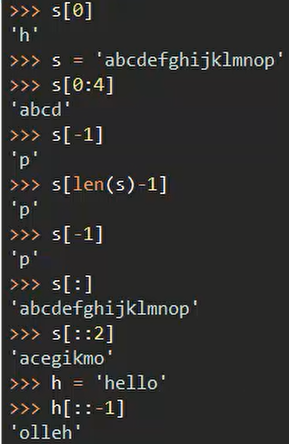 >>> s[0]
'h'
>>> s = 'abcdefghijklmnop'
>>> s[0:4]
'abcd'
>>> s[-1]
'p'
>>> s[len(s)-1]
'p'
>>> s[-1]
'p'
>>> s[:]
'abcdefghijklmnop'
>>> s[::2]
'acegikmo'
>>> h = 'hello'
>>> h[::-1]
'olleh'